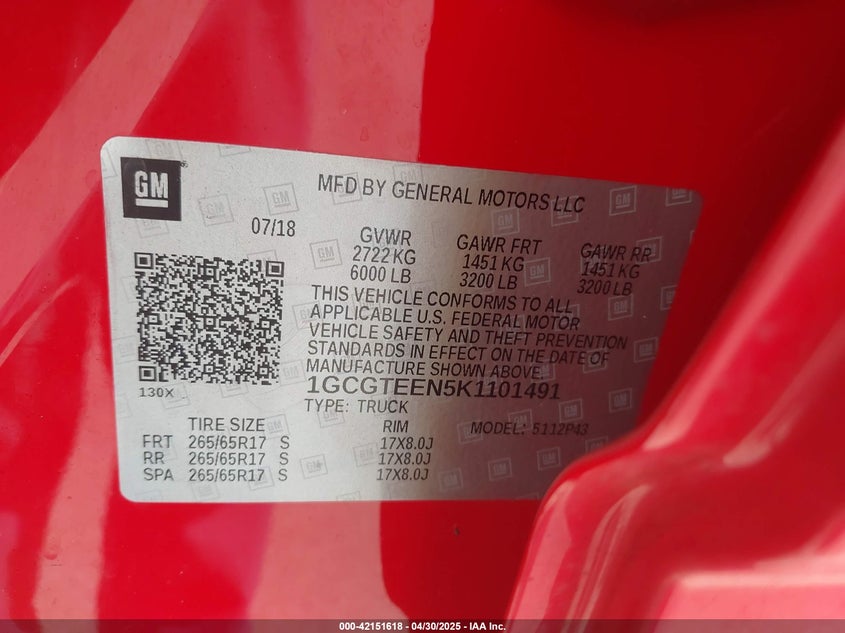 GM
MFD BY GENERAL MOTORS LLC
07/18
GVWR
2722 KG
6000 LB
GAWR FRT
1451 KG
3200 LB
GAWR RR
1451 KG
3200 LB
THIS VEHICLE CONFORMS TO ALL
APPLICABLE U.S. FEDERAL MOTOR
VEHICLE SAFETY AND THEFT PREVENTION
STANDARDS IN EFFECT ON THE DATE OF
MANUFACTURE SHOWN ABOVE.
130X
1GCGTEEN5K1101491
TYPE: TRUCK
MODEL: 5112P43
TIRE SIZE RIM
FRT 265/65R17 S 17X8.0J
RR 265/65R17 S 17X8.0J
SPA 265/65R17 S 17X8.0J
000-42151618 - 04/30/2025 - IAA Inc.